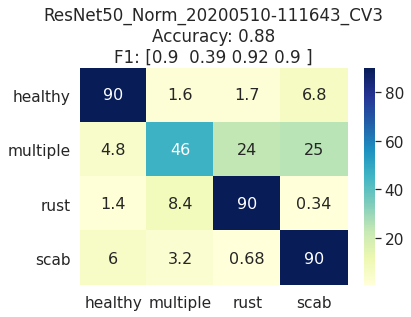 ResNet50_Norm_20200510-111643_CV3
Accuracy: 0.88
F1: [0.9  0.39 0.92 0.9 ]
healthy 90 1.6 1.7 6.8
multiple 4.8 46 24 25
rust 1.4 8.4 90 0.34
scab 6 3.2 0.68 90
healthy multiple rust scab
80
60
40
20